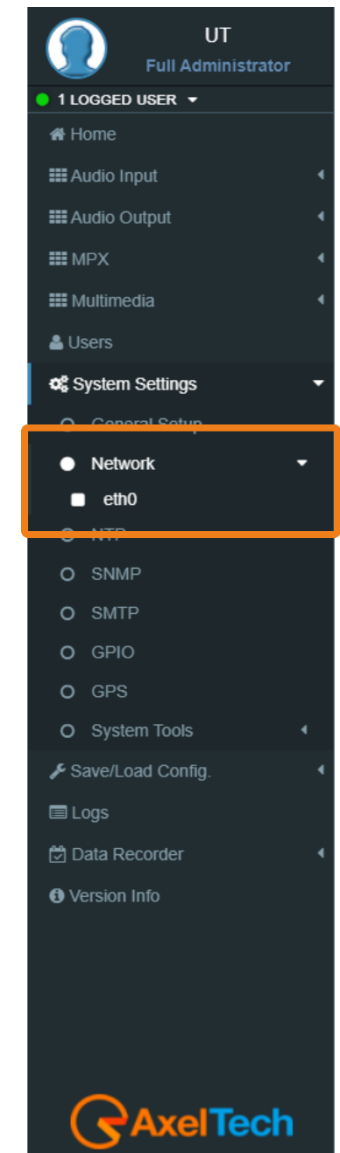 UT
Full Administrator
1 LOGGED USER
Home
Audio Input
Audio Output
MPX
Multimedia
Users
System Settings
General Setup
Network
eth0
NTP
SNMP
SMTP
GPIO
GPS
System Tools
Save/Load Config.
Logs
Data Recorder
Version Info
AxelTech